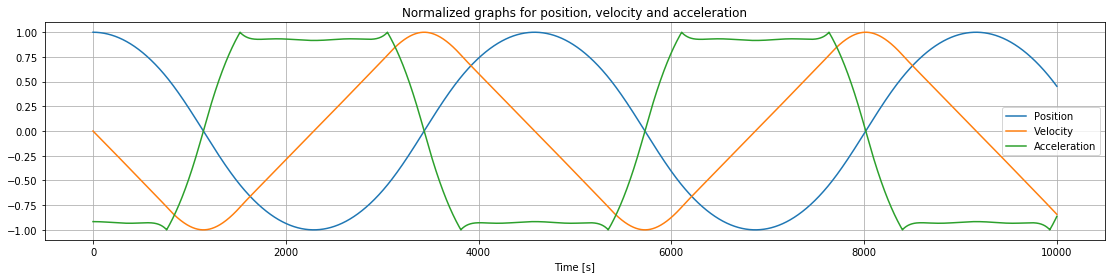 Normalized graphs for position, velocity and acceleration
1.00
0.75
0.50
0.25
0.00
−0.25
−0.50
−0.75
−1.00
Position
Velocity
Acceleration
0 2000 4000 6000 8000 10000
Time [s]